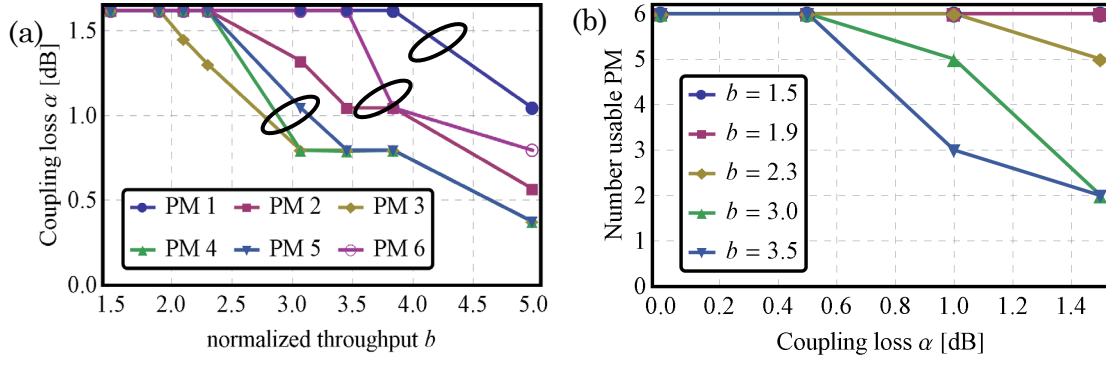 (a)
Coupling loss α [dB]
1.5
1.0
0.5
0.0
PM 1 PM 2 PM 3
PM 4 PM 5 PM 6
1.5 2.0 2.5 3.0 3.5 4.0 4.5 5.0
normalized throughput b
(b)
Number usable PM
6
5
4
3
2
1
0
b = 1.5
b = 1.9
b = 2.3
b = 3.0
b = 3.5
0.0 0.2 0.4 0.6 0.8 1.0 1.2 1.4
Coupling loss α [dB]